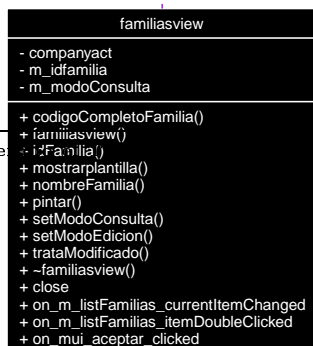 familiasview
- companyact
- m_idfamilia
- m_modoConsulta
+ codigoCompletoFamilia()
+ familiasview()
+ idFamilia()
+ mostrarplantilla()
+ nombreFamilia()
+ pintar()
+ setModoConsulta()
+ setModoEdicion()
+ trataModificado()
+ ~familiasview()
+ close
+ on_m_listFamilias_currentItemChanged
+ on_m_listFamilias_itemDoubleClicked
+ on_mui_aceptar_clicked